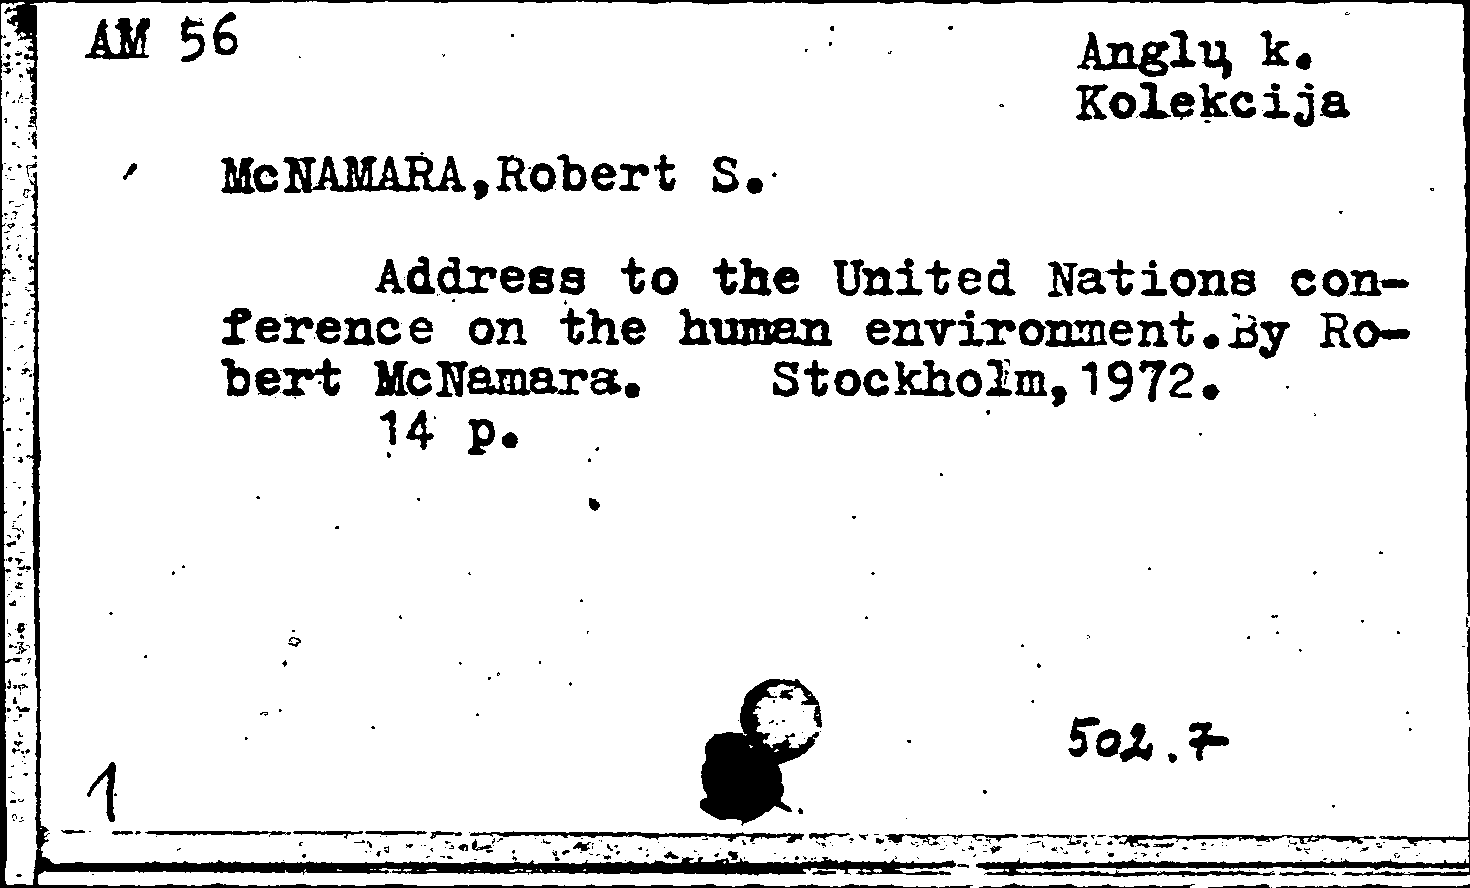 AM 56
Anglų k.
Kolekcija
McNAMARA,Robert S.
Address to the United Nations con-
ference on the human environment.By Ro-
bert McNamara. Stockholm,1972.
14 p.
502.7
1